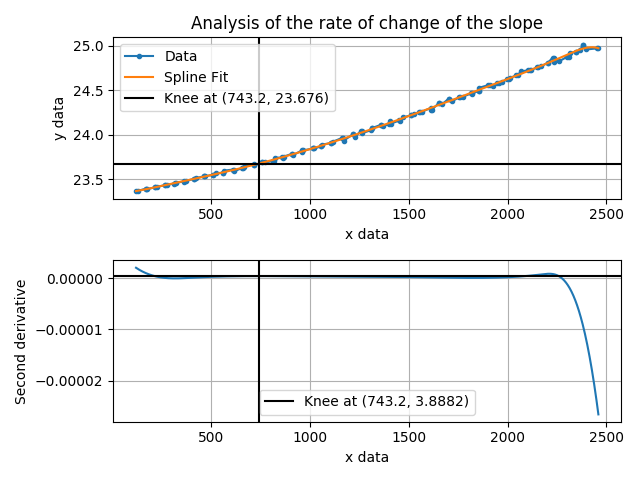 Analysis of the rate of change of the slope
25.0
24.5
24.0
23.5
y data
Data
Spline Fit
Knee at (743.2, 23.676)
500 1000 1500 2000 2500
x data
0.00000
−0.00001
−0.00002
Second derivative
Knee at (743.2, 3.8882)
500 1000 1500 2000 2500
x data